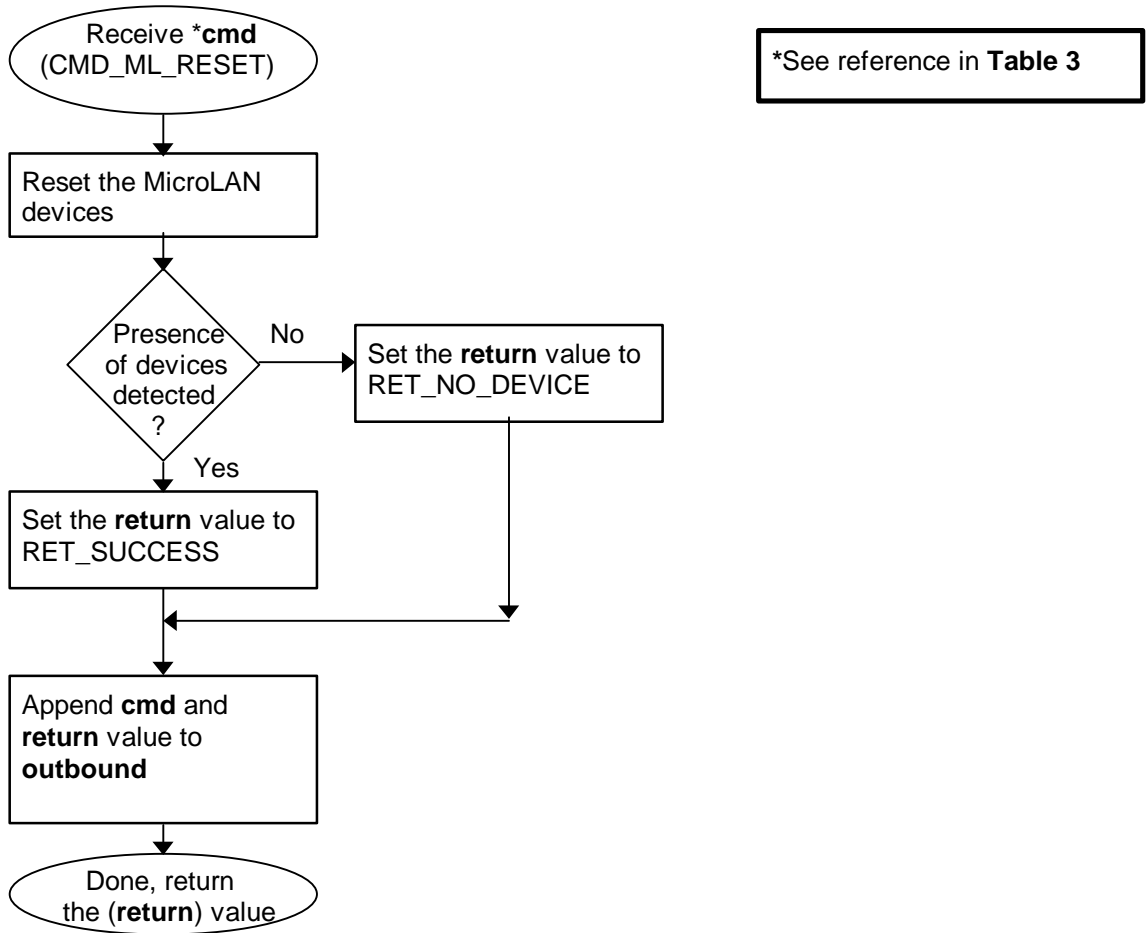 Receive *cmd
(CMD_ML_RESET)
*See reference in Table 3
Reset the MicroLAN
devices
Presence
of devices
detected
?
No
Set the return value to
RET_NO_DEVICE
Yes
Set the return value to
RET_SUCCESS
Append cmd and
return value to
outbound
Done, return
the (return) value